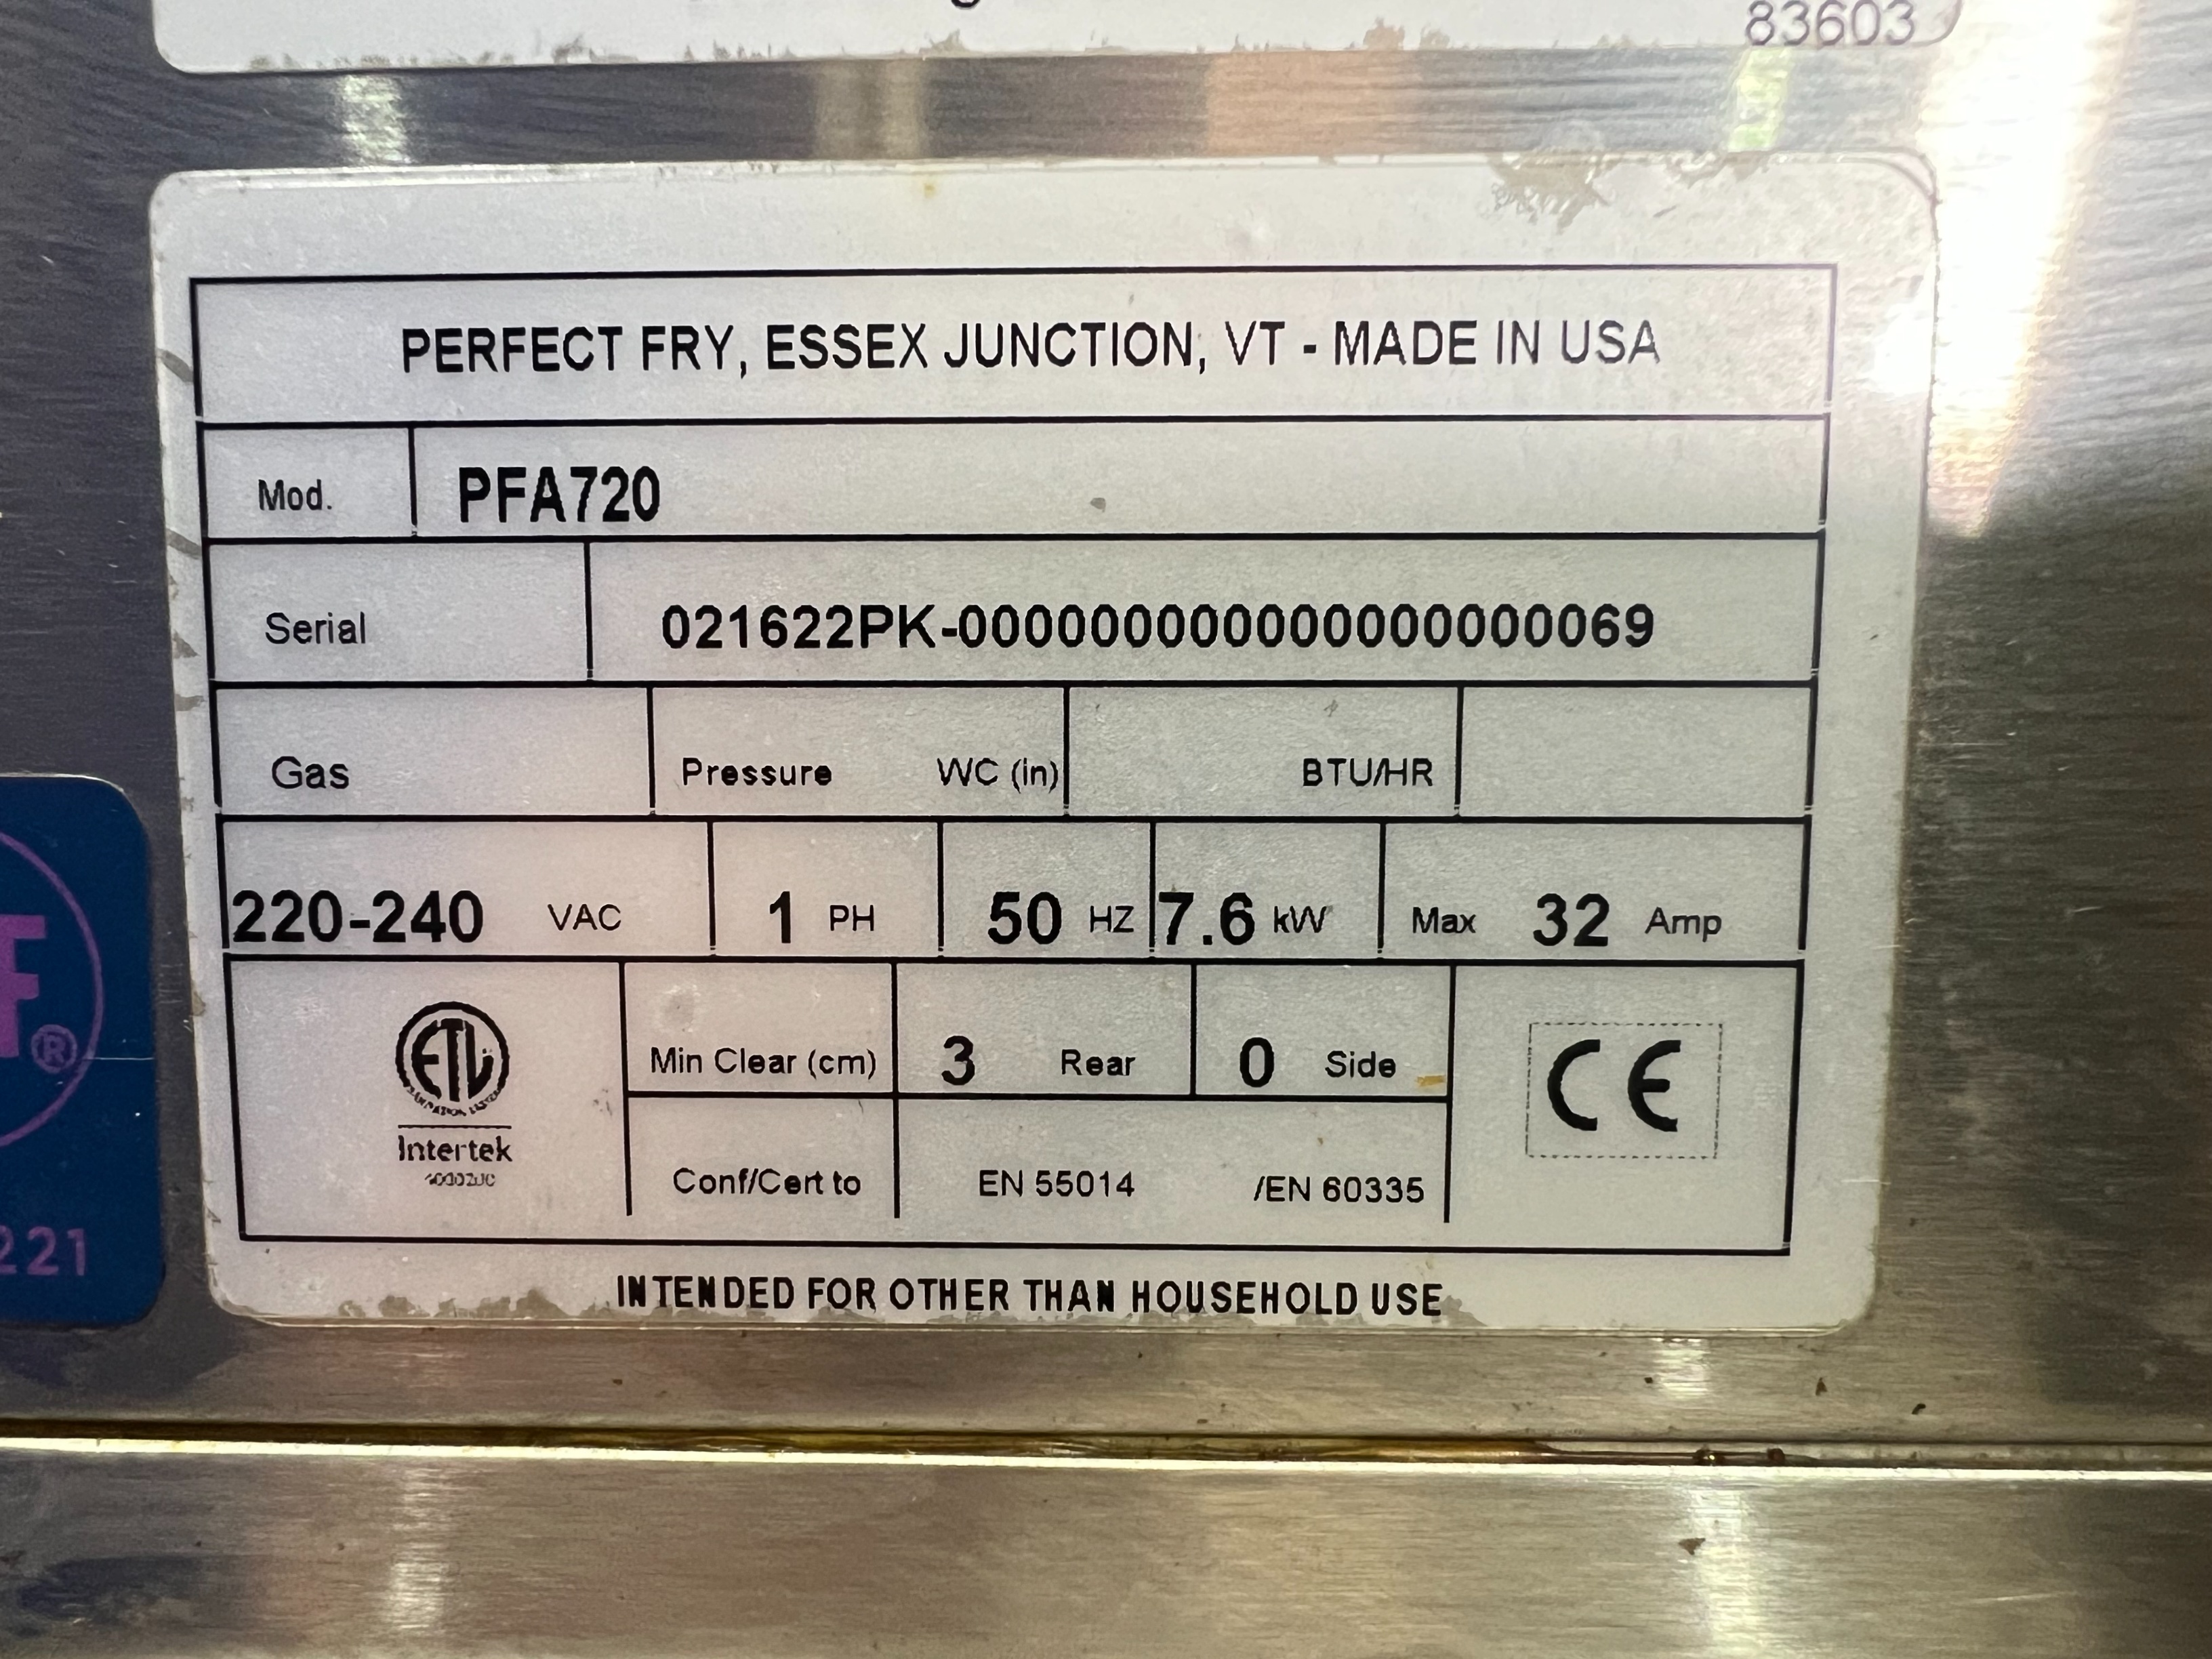 83603
PERFECT FRY, ESSEX JUNCTION, VT - MADE IN USA
Mod. PFA720
Serial 021622PK-00000000000000000000069
Gas Pressure WC (in) BTU/HR
220-240 VAC 1 PH 50 HZ 7.6 kW Max 32 Amp
ETL
Intertek
Min Clear (cm) 3 Rear 0 Side
CE
Conf/Cert to EN 55014 /EN 60335
INTENDED FOR OTHER THAN HOUSEHOLD USE
F®
221